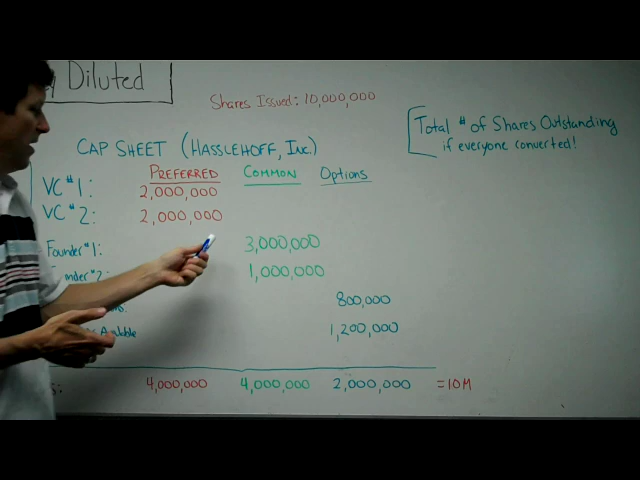 Diluted
Shares Issued: 10,000,000
Total # of Shares Outstanding
if everyone converted!
CAP SHEET (HASSLEHOFF, INC.)
PREFERRED COMMON Options
VC #1: 2,000,000
VC #2: 2,000,000
Founder #1: 3,000,000
#2: 1,000,000
800,000
1,200,000
4,000,000 4,000,000 2,000,000 = 10M